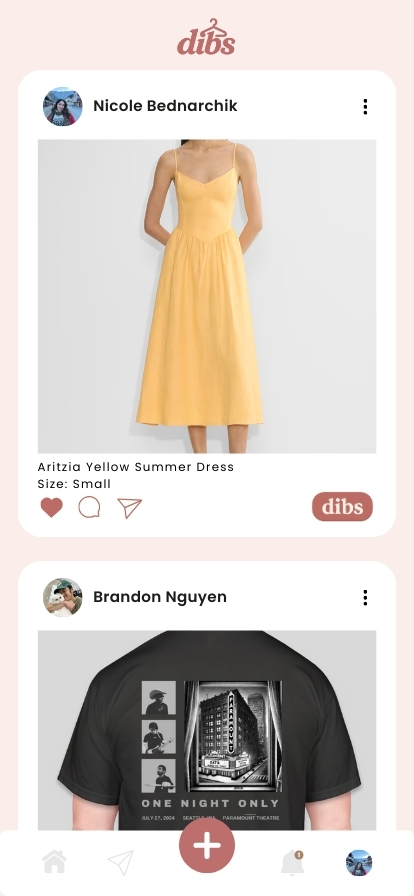 dibs
Nicole Bednarchik
Aritzia Yellow Summer Dress
Size: Small
dibs
Brandon Nguyen
PARAMOUNT
ONE NIGHT ONLY
JULY 27, 2024 SEATTLE, WA PARAMOUNT THEATRE
1